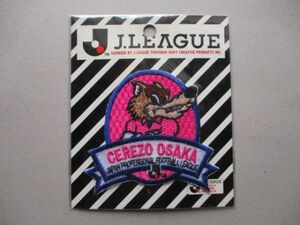 J.LEAGUE
LICENSED BY J-LEAGUE THROUGH SONY CREATIVE PRODUCTS INC.
CEREZO OSAKA
JAPAN PROFESSIONAL FOOTBALL LEAGUE